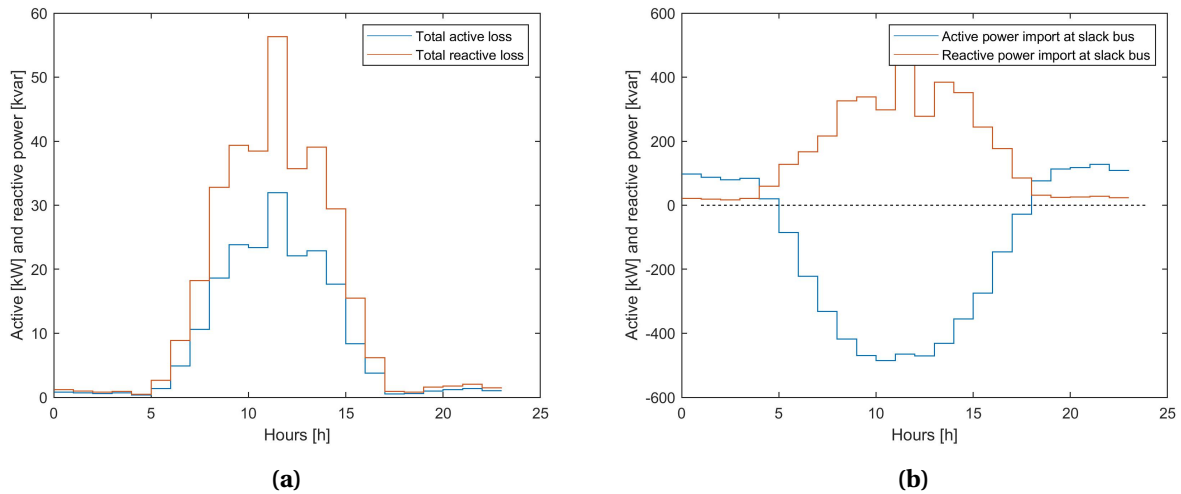 60
50
40
30
20
10
0
0 5 10 15 20 25
Hours [h]
Active [kW] and reactive power [kvar]
Total active loss
Total reactive loss
(a)
600
400
200
0
-200
-400
-600
0 5 10 15 20 25
Hours [h]
Active [kW] and reactive power [kvar]
Active power import at slack bus
Reactive power import at slack bus
(b)